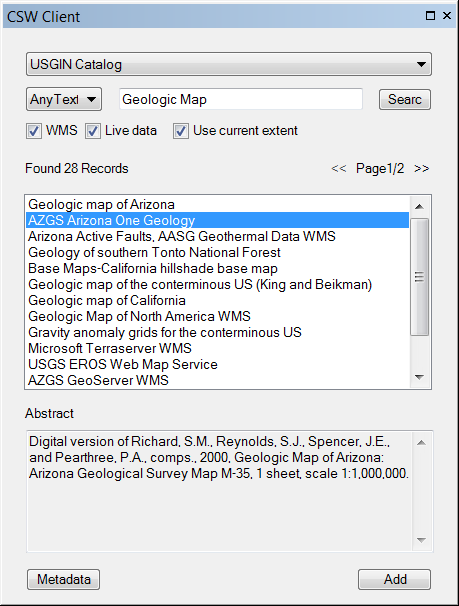 CSW Client
USGIN Catalog
AnyText Geologic Map Searc
WMS Live data Use current extent
Found 28 Records << Page1/2 >>
Geologic map of Arizona
AZGS Arizona One Geology
Arizona Active Faults, AASG Geothermal Data WMS
Geology of southern Tonto National Forest
Base Maps-California hillshade base map
Geologic map of the conterminous US (King and Beikman)
Geologic map of California
Geologic Map of North America WMS
Gravity anomaly grids for the conterminous US
Microsoft Terraserver WMS
USGS EROS Web Map Service
AZGS GeoServer WMS
Abstract
Digital version of Richard, S.M., Reynolds, S.J., Spencer, J.E.,
and Pearthree, P.A., comps., 2000, Geologic Map of Arizona:
Arizona Geological Survey Map M-35, 1 sheet, scale 1:1,000,000.
Metadata Add